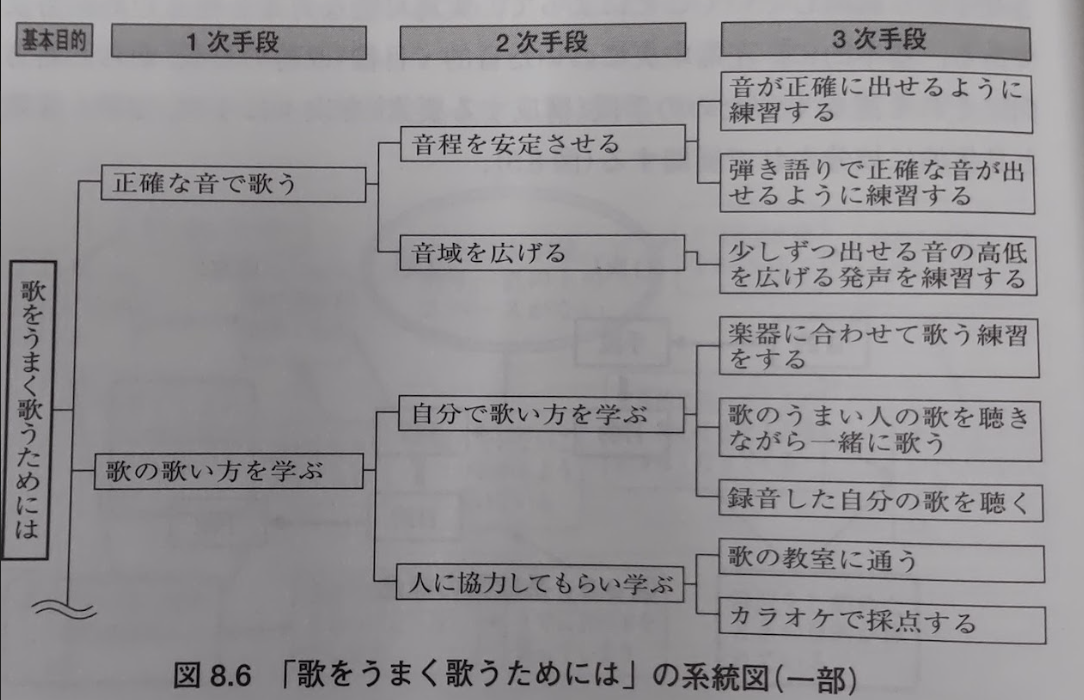 基本目的
1次手段
2次手段
3次手段
歌をうまく歌うためには
正確な音で歌う
音程を安定させる
音が正確に出せるように
練習する
弾き語りで正確な音が出
せるように練習する
音域を広げる
少しずつ出せる音の高低
を広げる発声を練習する
歌の歌い方を学ぶ
自分で歌い方を学ぶ
楽器に合わせて歌う練習
をする
歌のうまい人の歌を聴き
ながら一緒に歌う
録音した自分の歌を聴く
人に協力してもらい学ぶ
歌の教室に通う
カラオケで採点する
図8.6 「歌をうまく歌うためには」の系統図(一部)